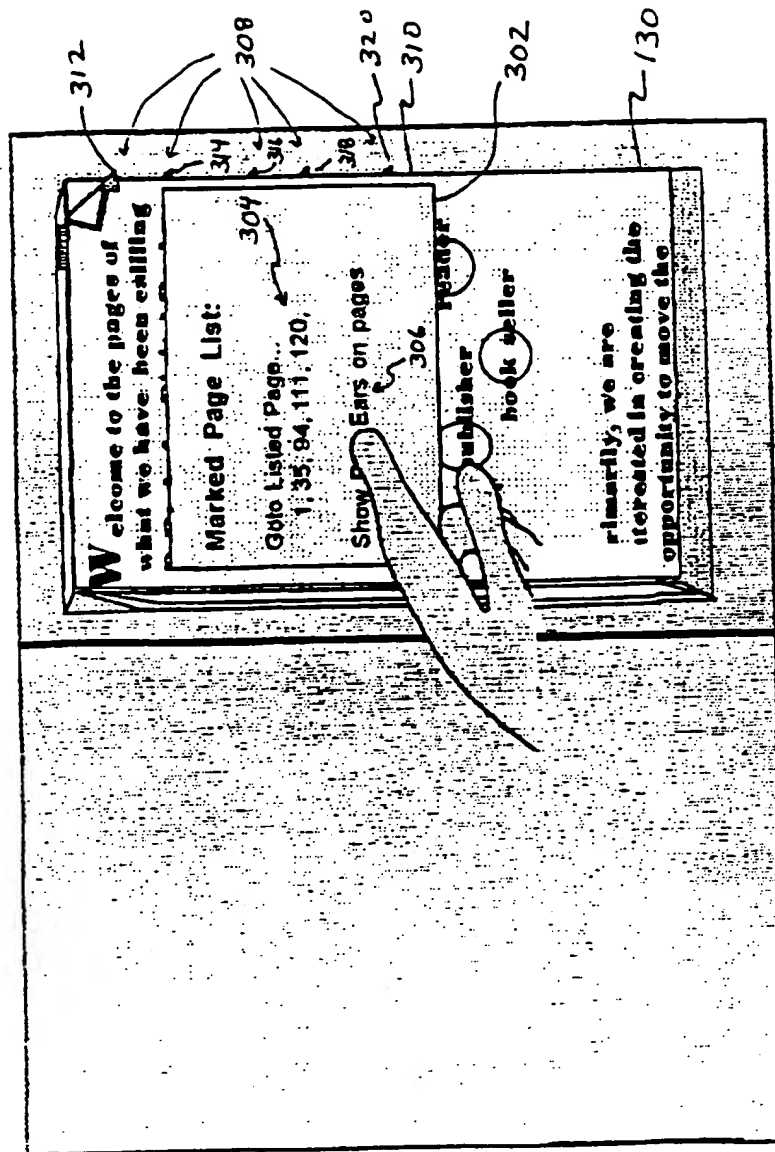 Welcome to the pages of
what we have been calling
Marked Page List:
Goto Listed Page...
1, 35, 94, 111, 120,
Show Ears on pages
reader
publisher
book seller
rimarily, we are
iterested in creating the
opportunity to move the
312
308
314
316
318
320
310
302
304
306
130